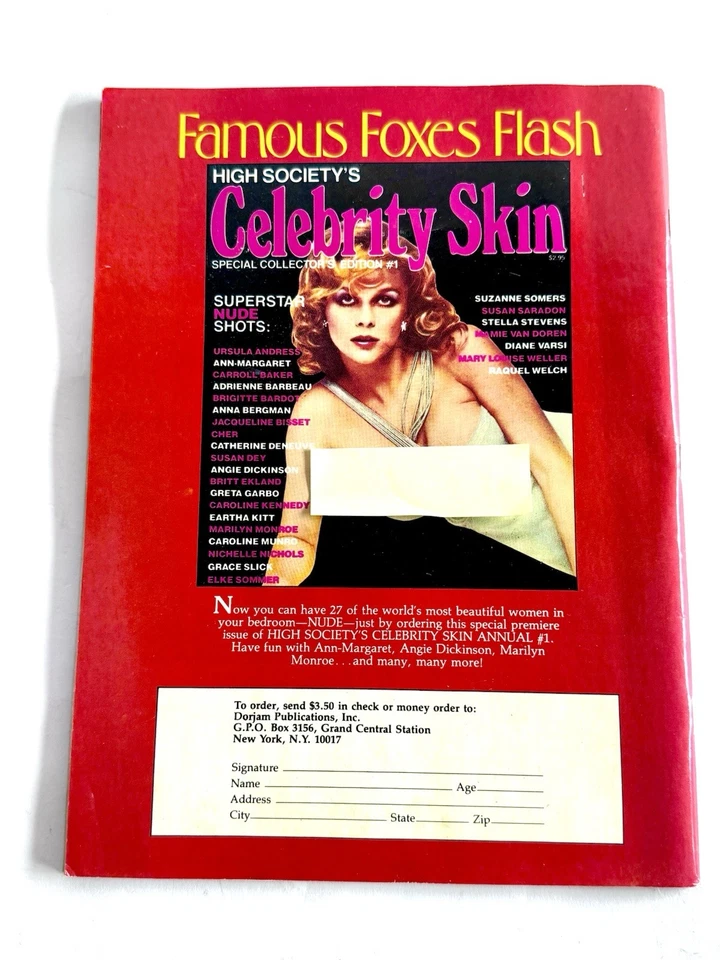 Famous Foxes Flash
HIGH SOCIETY'S
Celebrity Skin
$2.95
SPECIAL COLLECTOR'S EDITION #1
SUPERSTAR
NUDE
SHOTS:
URSULA ANDRESS
ANN-MARGARET
CARROLL BAKER
ADRIENNE BARBEAU
BRIGITTE BARDOT
ANNA BERGMAN
JACQUELINE BISSET
CHER
CATHERINE DENEUVE
SUSAN DEY
ANGIE DICKINSON
BRITT EKLAND
GRETA GARBO
CAROLINE KENNEDY
EARTHA KITT
MARILYN MONROE
CAROLINE MUNRO
NICHELLE NICHOLS
GRACE SLICK
ELKE SOMMER
SUZANNE SOMERS
SUSAN SARADON
STELLA STEVENS
MAMIE VAN DOREN
DIANE VARSI
MARY LOUISE WELLER
RAQUEL WELCH
Now you can have 27 of the world's most beautiful women in
your bedroom—NUDE—just by ordering this special premiere
issue of HIGH SOCIETY'S CELEBRITY SKIN ANNUAL #1.
Have fun with Ann-Margaret, Angie Dickinson, Marilyn
Monroe...and many, many more!
To order, send $3.50 in check or money order to:
Dorjam Publications, Inc.
G.P.O. Box 3156, Grand Central Station
New York, N.Y. 10017
Signature
Name Age
Address
City State Zip